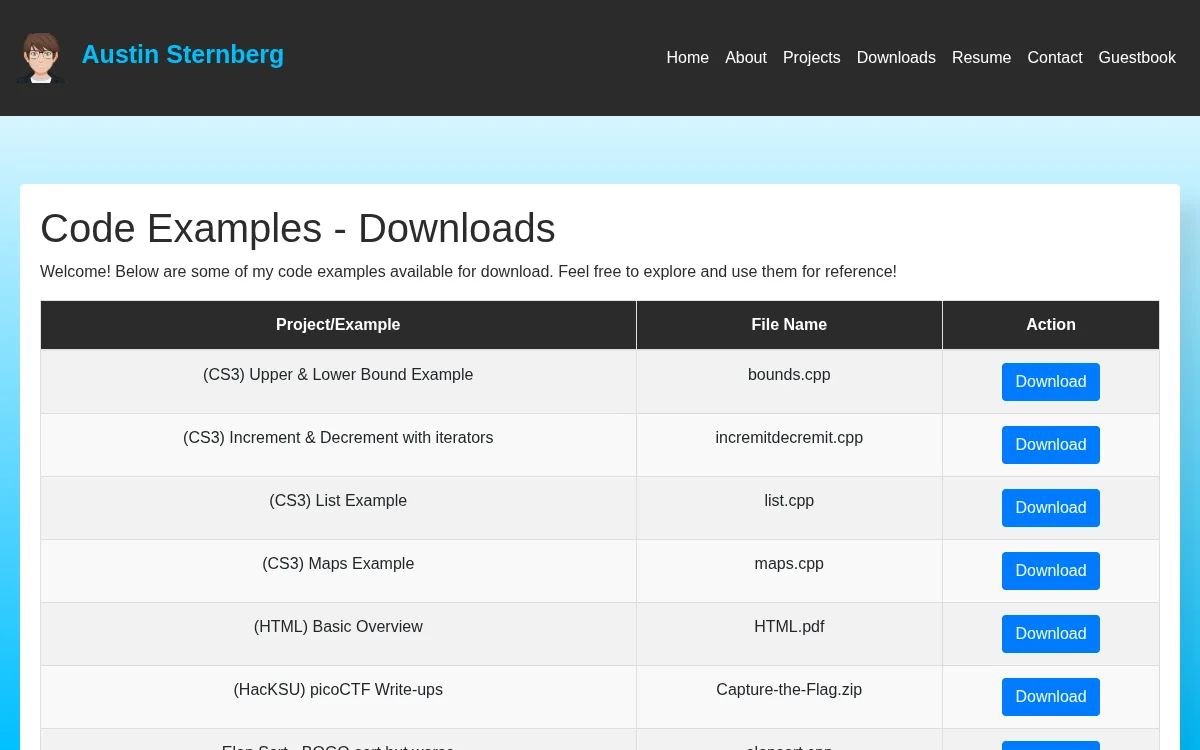 Austin Sternberg
Home About Projects Downloads Resume Contact Guestbook
Code Examples - Downloads
Welcome! Below are some of my code examples available for download. Feel free to explore and use them for reference!
Project/Example File Name Action
(CS3) Upper & Lower Bound Example bounds.cpp Download
(CS3) Increment & Decrement with iterators incremitdecremit.cpp Download
(CS3) List Example list.cpp Download
(CS3) Maps Example maps.cpp Download
(HTML) Basic Overview HTML.pdf Download
(HacKSU) picoCTF Write-ups Capture-the-Flag.zip Download